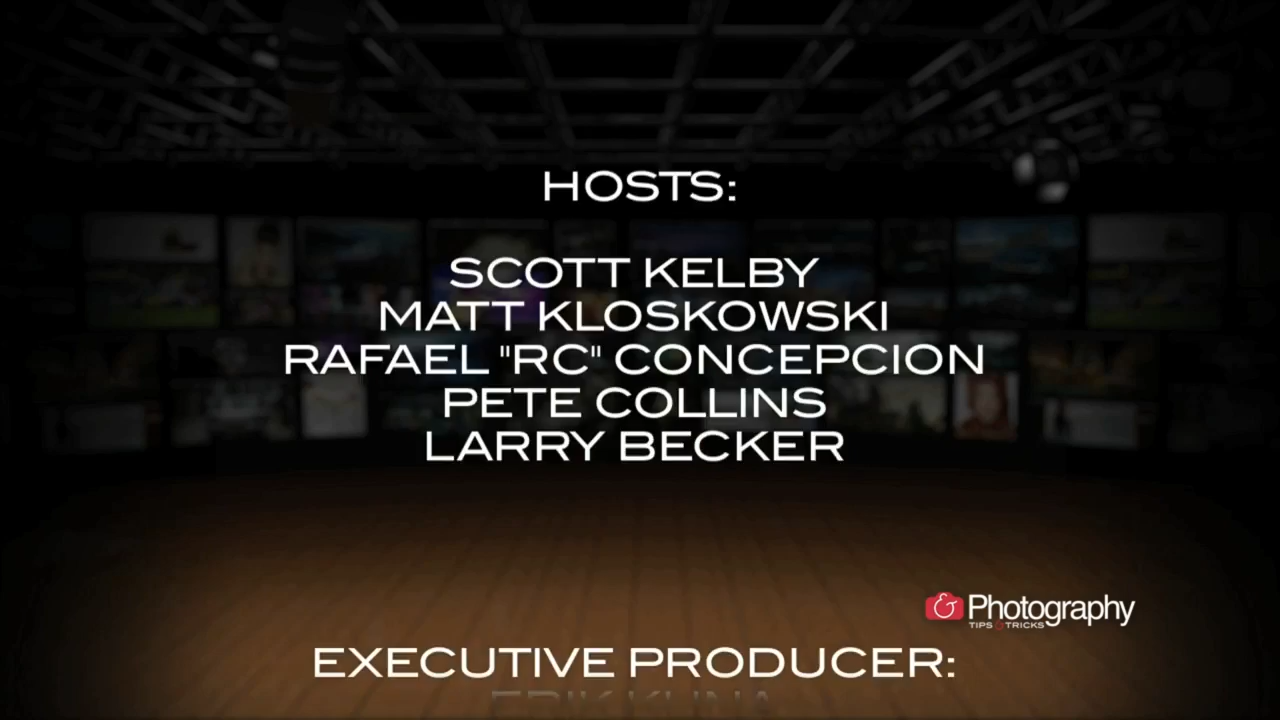 HOSTS:
SCOTT KELBY
MATT KLOSKOWSKI
RAFAEL "RC" CONCEPCION
PETE COLLINS
LARRY BECKER
& Photography
TIPS & TRICKS
EXECUTIVE PRODUCER: